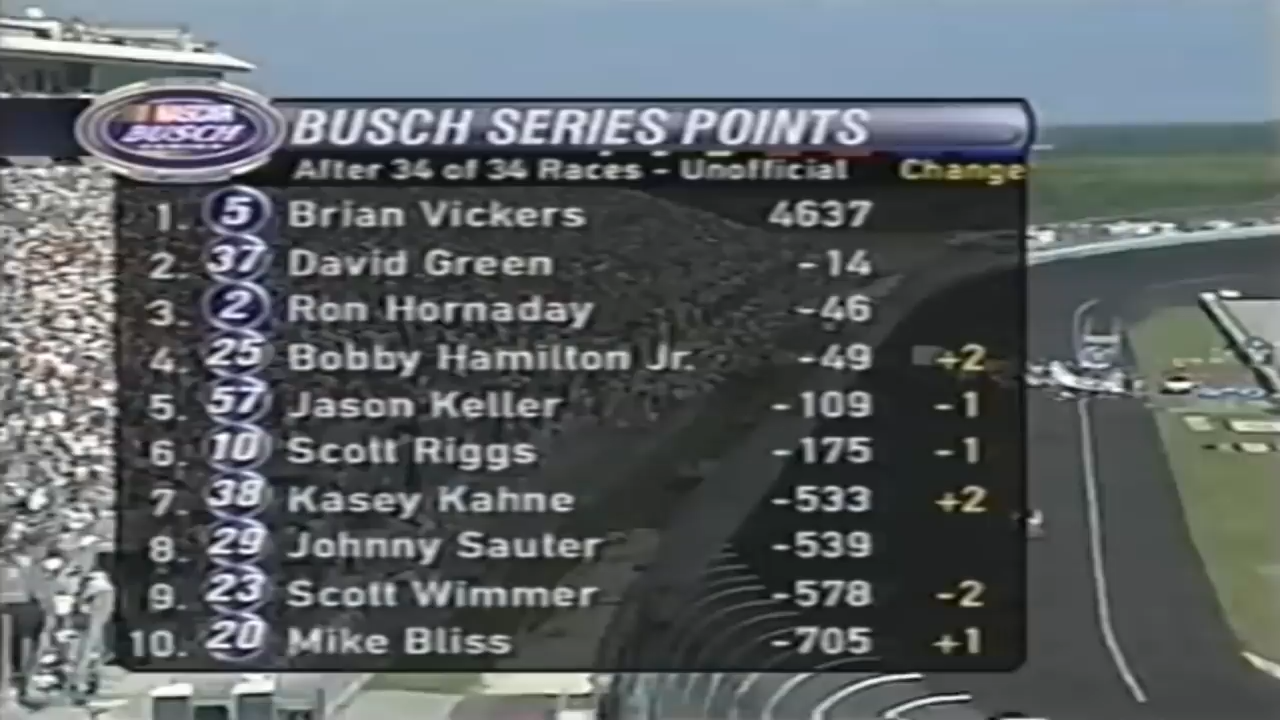 NASCAR
BUSCH
BUSCH SERIES POINTS
After 34 of 34 Races - Unofficial Change
1. 5 Brian Vickers 4637
2. 37 David Green -14
3. 2 Ron Hornaday -46
4. 25 Bobby Hamilton Jr. -49 +2
5. 57 Jason Keller -109 -1
6. 10 Scott Riggs -175 -1
7. 38 Kasey Kahne -533 +2
8. 29 Johnny Sauter -539
9. 23 Scott Wimmer -578 -2
10. 20 Mike Bliss -705 +1